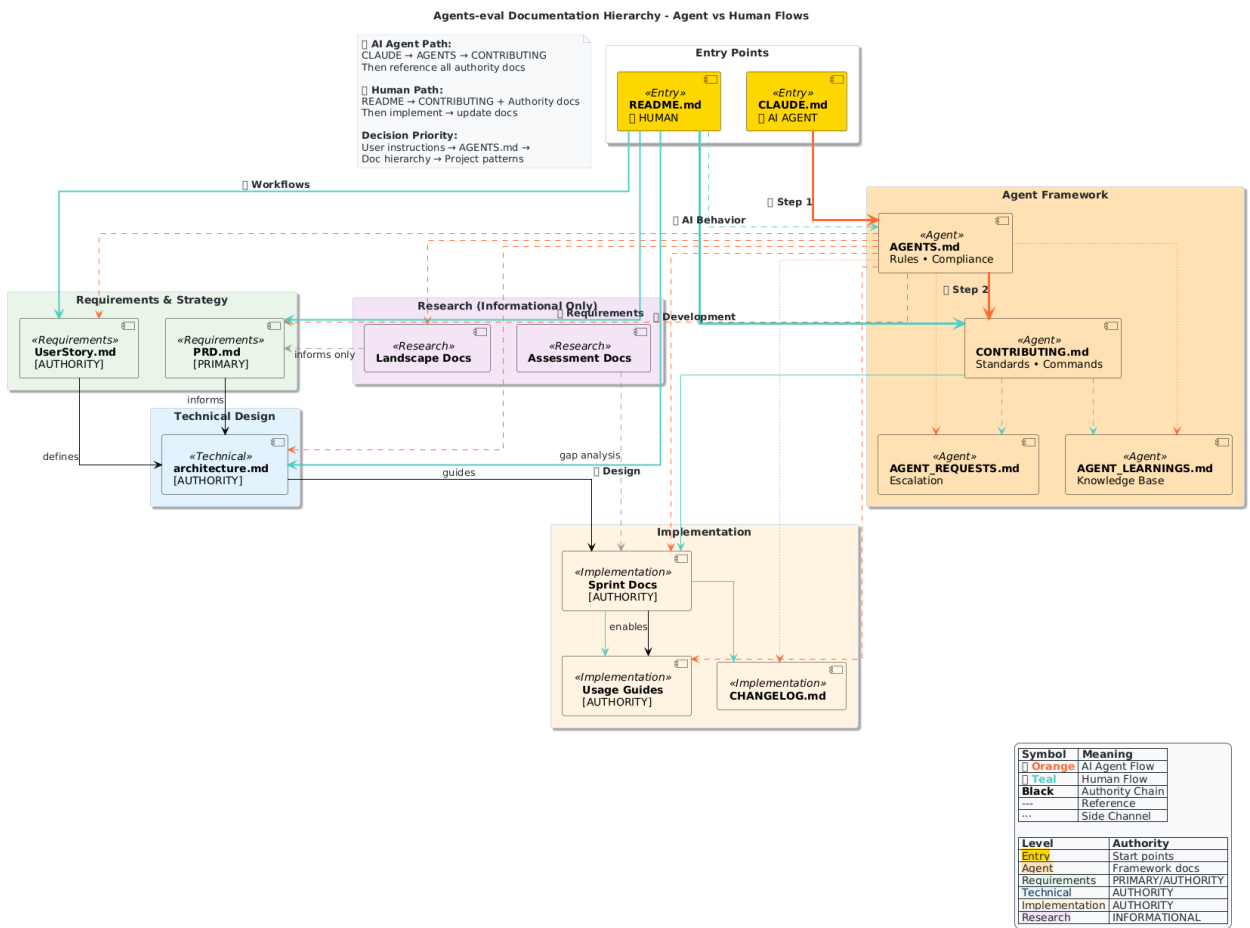 Agents-eval Documentation Hierarchy - Agent vs Human Flows
AI Agent Path:
CLAUDE → AGENTS → CONTRIBUTING
Then reference all authority docs
Human Path:
README → CONTRIBUTING + Authority docs
Then implement → update docs
Decision Priority:
User instructions → AGENTS.md →
Doc hierarchy → Project patterns
Entry Points
«Entry»
README.md
HUMAN
«Entry»
CLAUDE.md
AI AGENT
Workflows
Step 1
AI Behavior
Agent Framework
«Agent»
AGENTS.md
Rules • Compliance
Step 2
Requirements & Strategy
«Requirements»
UserStory.md
[AUTHORITY]
«Requirements»
PRD.md
[PRIMARY]
Research (Informational Only)
Requirements
Development
«Research»
Landscape Docs
«Research»
Assessment Docs
informs only
«Agent»
CONTRIBUTING.md
Standards • Commands
informs
Technical Design
«Technical»
architecture.md
[AUTHORITY]
defines
guides
gap analysis
Design
«Agent»
AGENT_REQUESTS.md
Escalation
«Agent»
AGENT_LEARNINGS.md
Knowledge Base
Implementation
«Implementation»
Sprint Docs
[AUTHORITY]
enables
«Implementation»
Usage Guides
[AUTHORITY]
«Implementation»
CHANGELOG.md
Symbol Meaning
Orange AI Agent Flow
Teal Human Flow
Black Authority Chain
--- Reference
... Side Channel
Level Authority
Entry Start points
Agent Framework docs
Requirements PRIMARY/AUTHORITY
Technical AUTHORITY
Implementation AUTHORITY
Research INFORMATIONAL